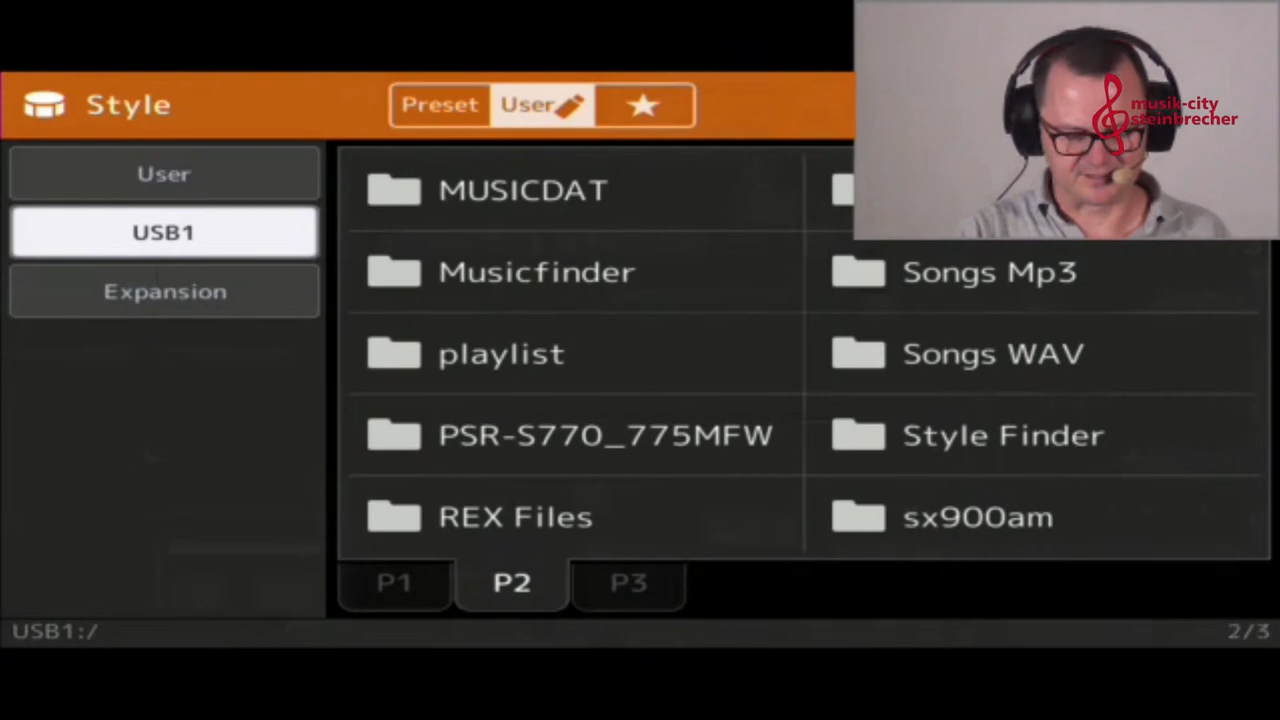 Style
Preset
User
musik-city
steinbrecher
User
USB1
Expansion
MUSICDAT
Musicfinder
playlist
PSR-S770_775MFW
REX Files
Songs Mp3
Songs WAV
Style Finder
sx900am
P1
P2
P3
USB1:/
2/3